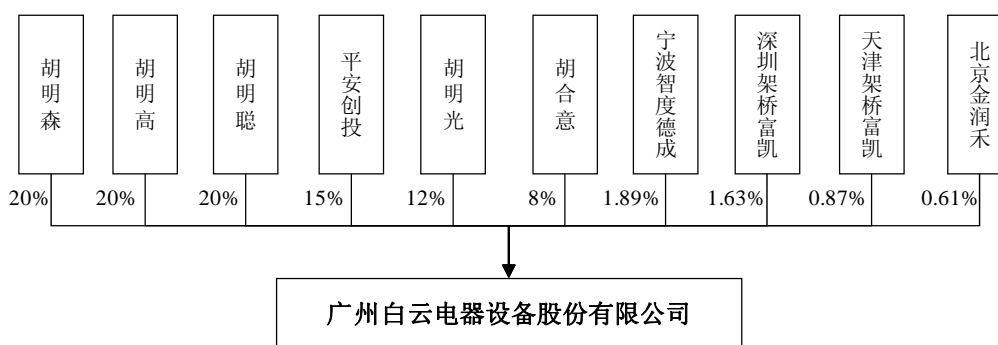 胡明森
胡明高
胡明聪
平安创投
胡明光
胡合意
宁波智度德成
深圳架桥富凯
天津架桥富凯
北京金润禾
20%
20%
20%
15%
12%
8%
1.89%
1.63%
0.87%
0.61%
广州白云电器设备股份有限公司